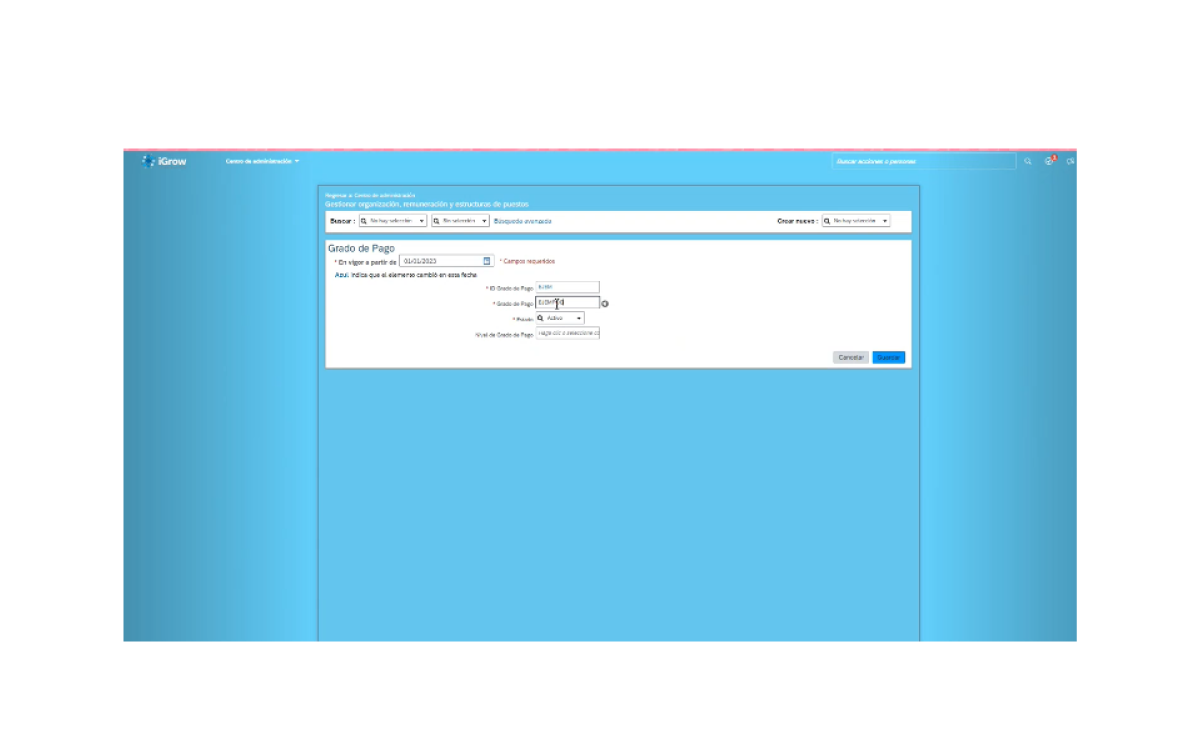 iGrow
Centro de administración
Buscar acciones o personas
Regresar a: Centro de administración
Gestionar organización, remuneración y estructuras de puestos
Buscar : No hay selección Sin selección Búsqueda avanzada Crear nuevo : No hay selección
Grado de Pago
* En vigor a partir de 01/01/2023 * Campos requeridos
Azul indica que el elemento cambió en esta fecha
* ID Grado de Pago
* Grado de Pago
* Estado Activo
Nivel de Grado de Pago Haga clic o seleccione
Cancelar Guardar